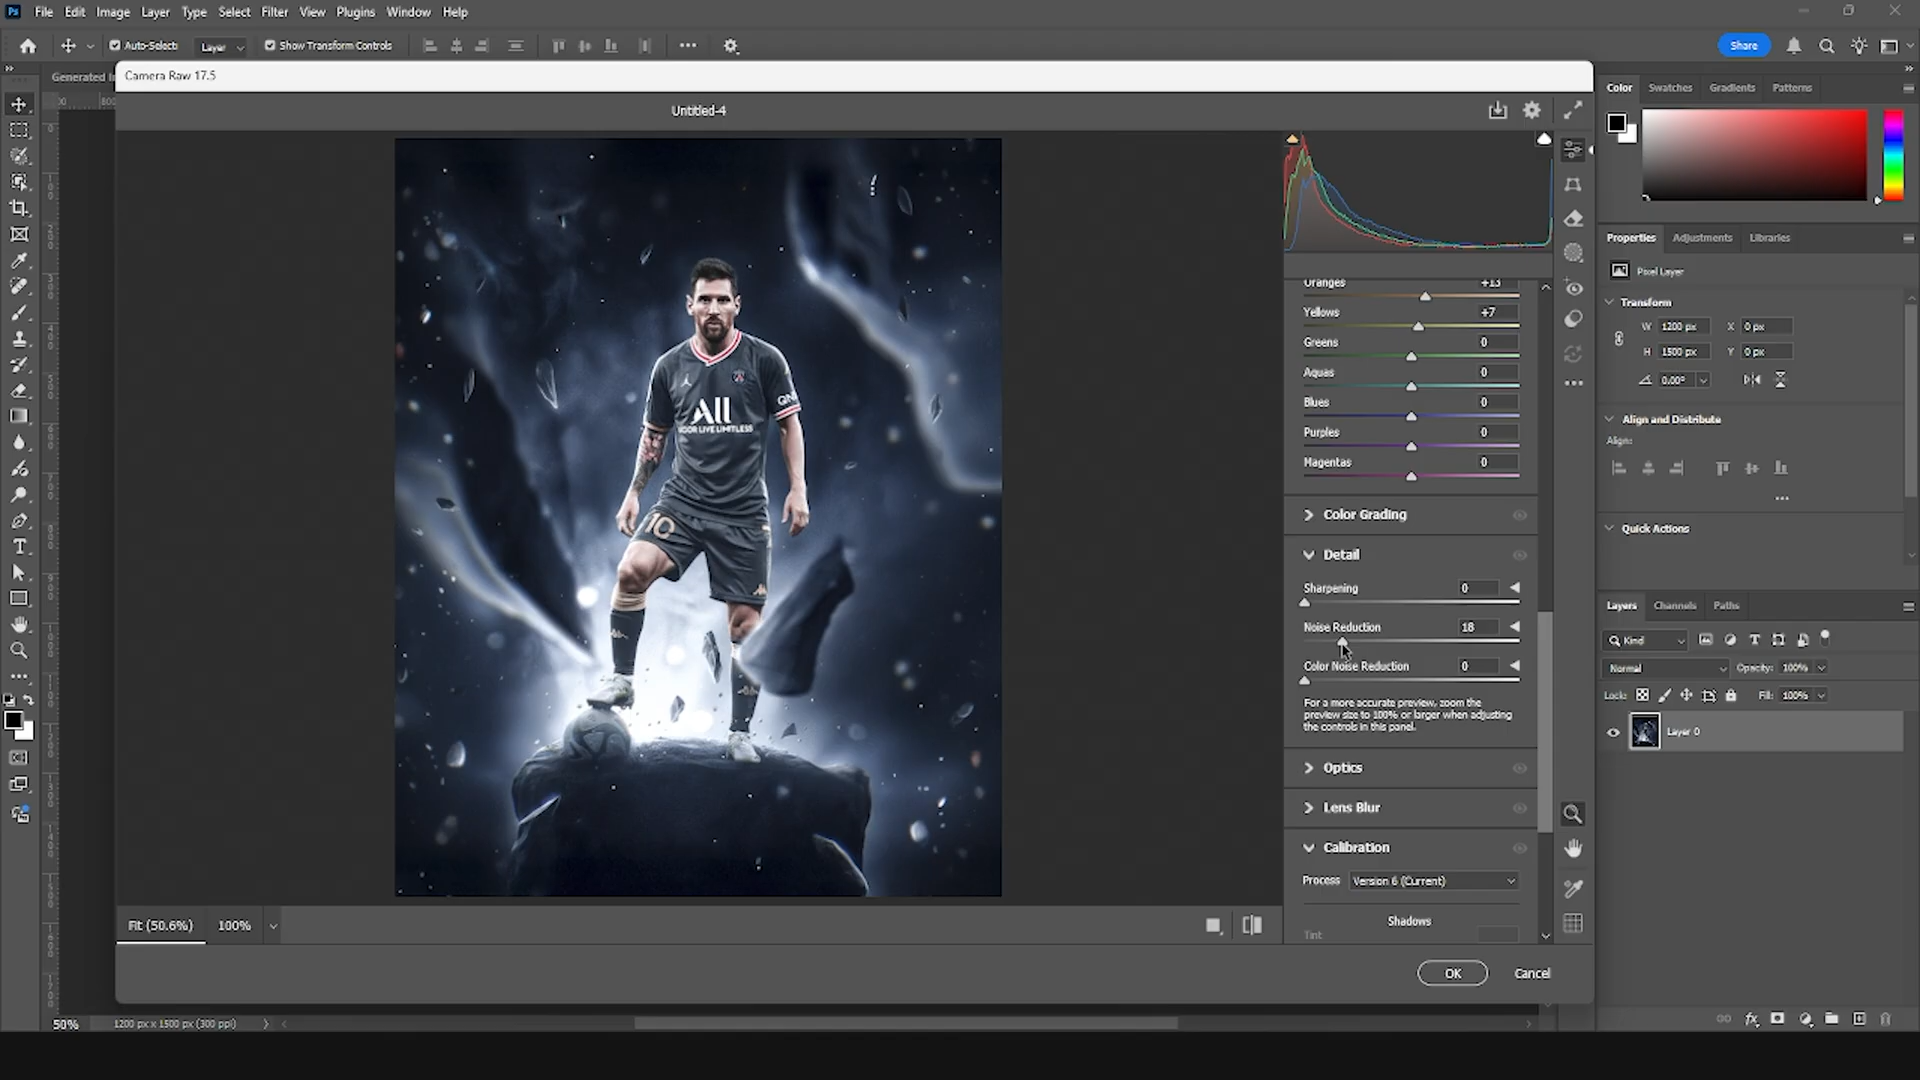 Ps File Edit Image Layer Type Select Filter View Plugins Window Help
Auto-Select: Layer Show Transform Controls Share
Generated
Camera Raw 17.5
Untitled-4
Oranges +13
Yellows +7
Greens 0
Aquas 0
Blues 0
Purples 0
Magentas 0
Color Grading
Detail
Sharpening 0
Noise Reduction 18
Color Noise Reduction 0
For a more accurate preview, zoom the
preview size to 100% or larger when adjusting
the controls in this panel.
Optics
Lens Blur
Calibration
Process Version 6 (Current)
Shadows
Tint
All
10
Fit (50.6%) 100%
OK Cancel
50% 1200 px x 1500 px (300 ppi)
Color Swatches Gradients Patterns
Properties Adjustments Libraries
Pixel Layer
Transform
W 1200 px X 0 px
H 1500 px Y 0 px
0.00°
Align and Distribute
Align:
Quick Actions
Layers Channels Paths
Kind
Normal Opacity: 100%
Lock: Fill: 100%
Layer 0